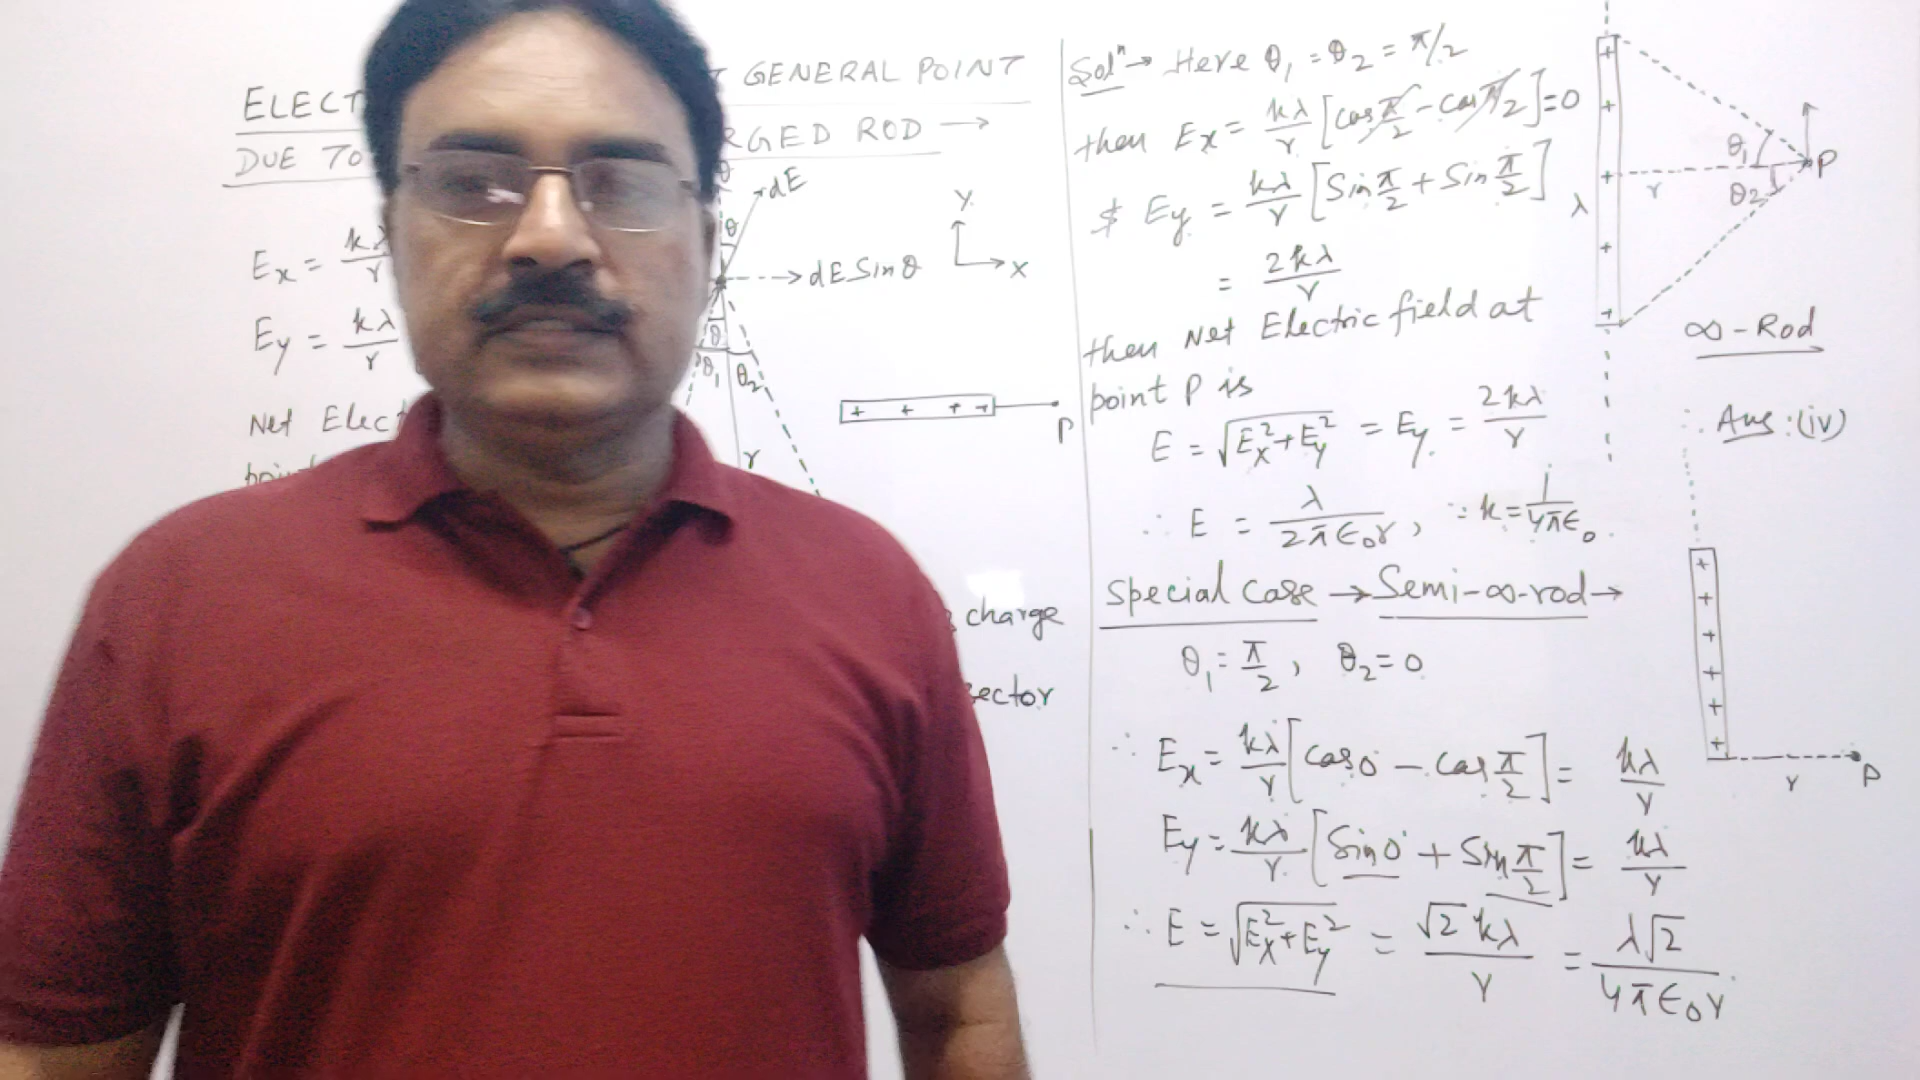 ELECT
GENERAL POINT
DUE TO
RGED ROD →
θ
dE
θ
dE Sinθ
Y
X
Ex = kλ/r
Ey = kλ/r
θ
θ₁
θ₂
r
Net Elect
+ + + +
P
charge
sector
Solⁿ → Here θ₁ = θ₂ = π/2
then Ex = kλ/r [cos π/2 - cos π/2] = 0
& Ey = kλ/r [Sin π/2 + Sin π/2]
= 2kλ/r
then Net Electric field at
point P is
E = √(Ex² + Ey²) = Ey = 2kλ/r
∴ E = λ/2πε₀r, ∵ k = 1/4πε₀
Special Case → Semi-∞-rod →
θ₁ = π/2, θ₂ = 0
∴ Ex = kλ/r [cos 0 - cos π/2] = kλ/r
Ey = kλ/r [Sin 0 + Sin π/2] = kλ/r
∴ E = √(Ex² + Ey²) = √2 kλ/r = λ√2/4πε₀r
+ + + + +
λ
r
θ₁
θ₂
P
∞-Rod
∴ Ans: (iv)
+ + + + + +
r
P